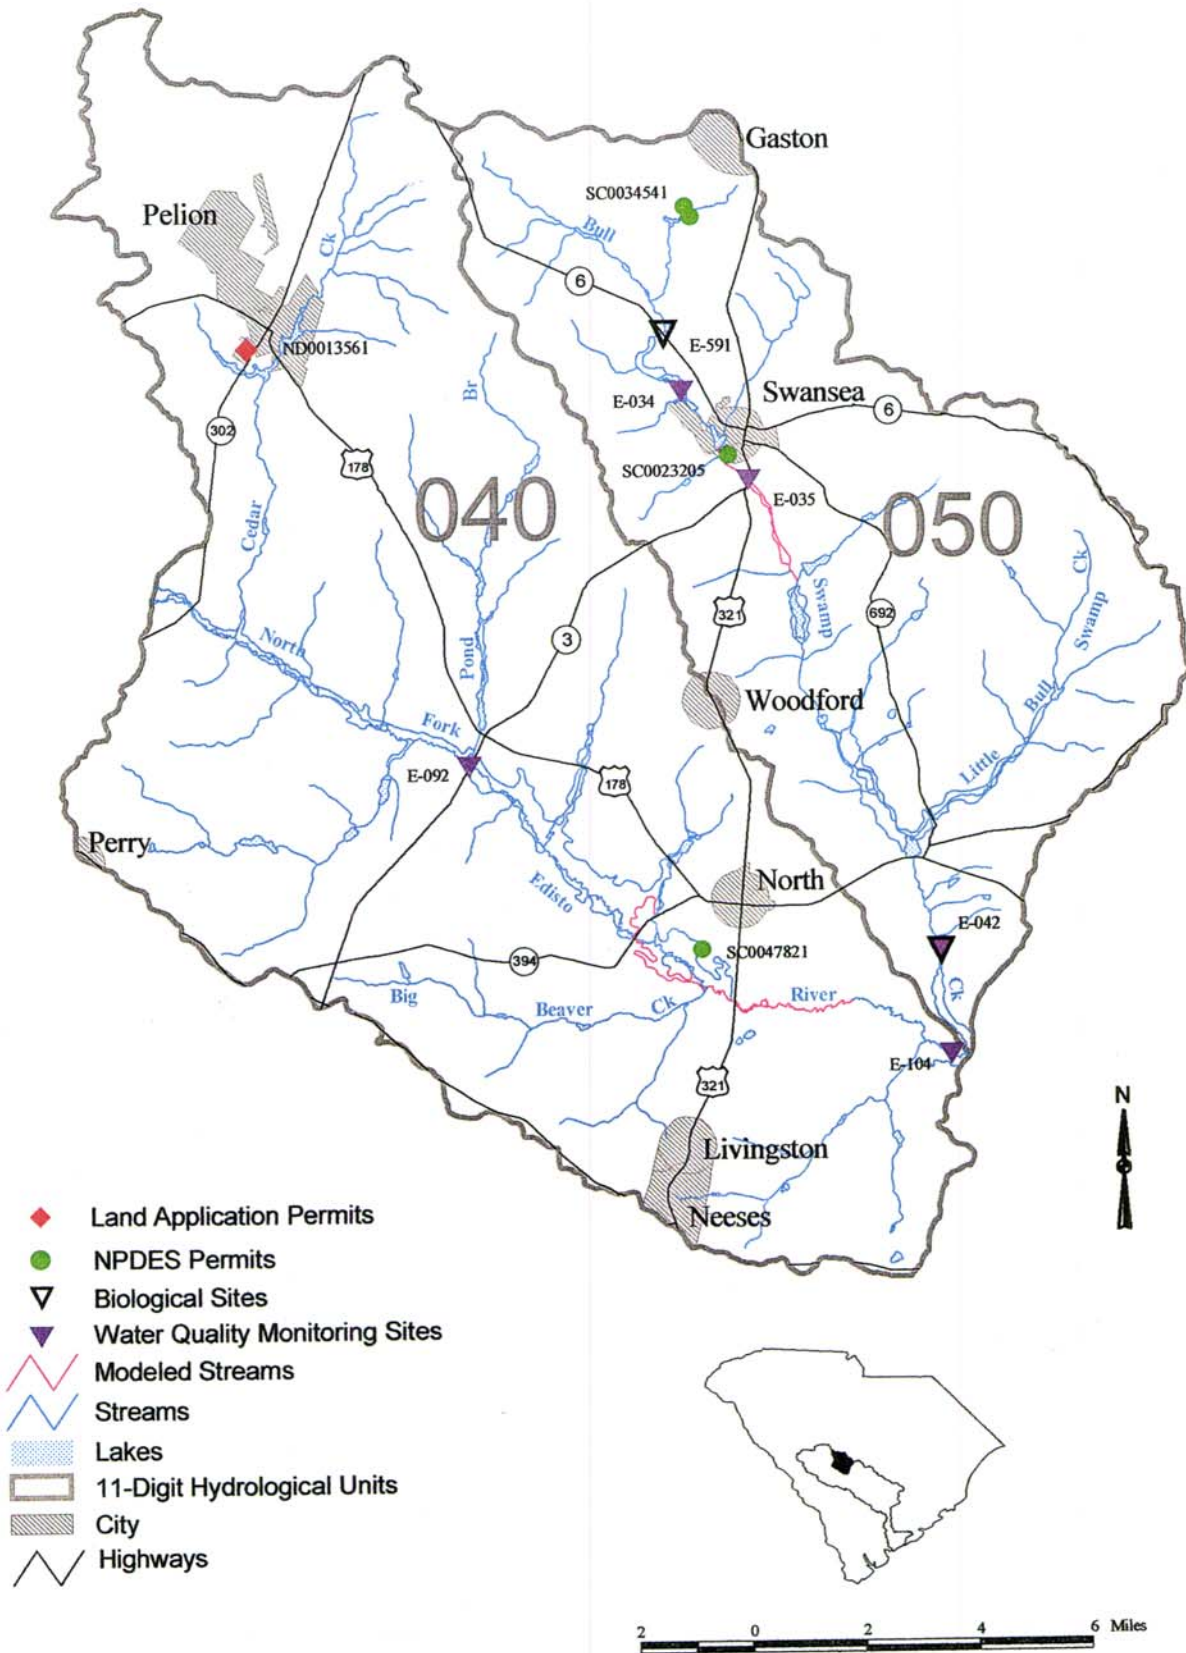 Gaston
SC0034541
Pelion
Bull
Ck
6
ND0013561
E-591
Br
E-034
Swansea
6
302
178
SC0023205
E-035
040
050
Cedar
Ck
Swamp
321
692
Swamp
North
3
Pond
Bull
Woodford
Fork
Little
E-092
178
Perry
North
Edisto
E-042
394
SC0047821
Big
Beaver
Ck
River
Ck
E-104
321
N
Livingston
Neeses
Land Application Permits
NPDES Permits
Biological Sites
Water Quality Monitoring Sites
Modeled Streams
Streams
Lakes
11-Digit Hydrological Units
City
Highways
2 0 2 4 6 Miles